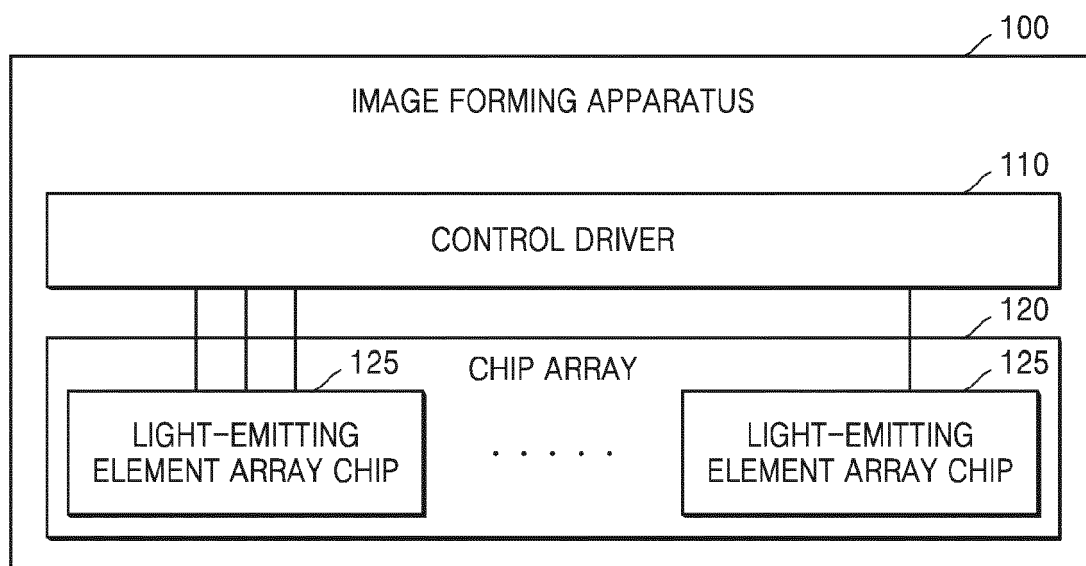 100
IMAGE FORMING APPARATUS
110
CONTROL DRIVER
120
CHIP ARRAY
125
125
LIGHT-EMITTING
ELEMENT ARRAY CHIP
. . . . .
LIGHT-EMITTING
ELEMENT ARRAY CHIP